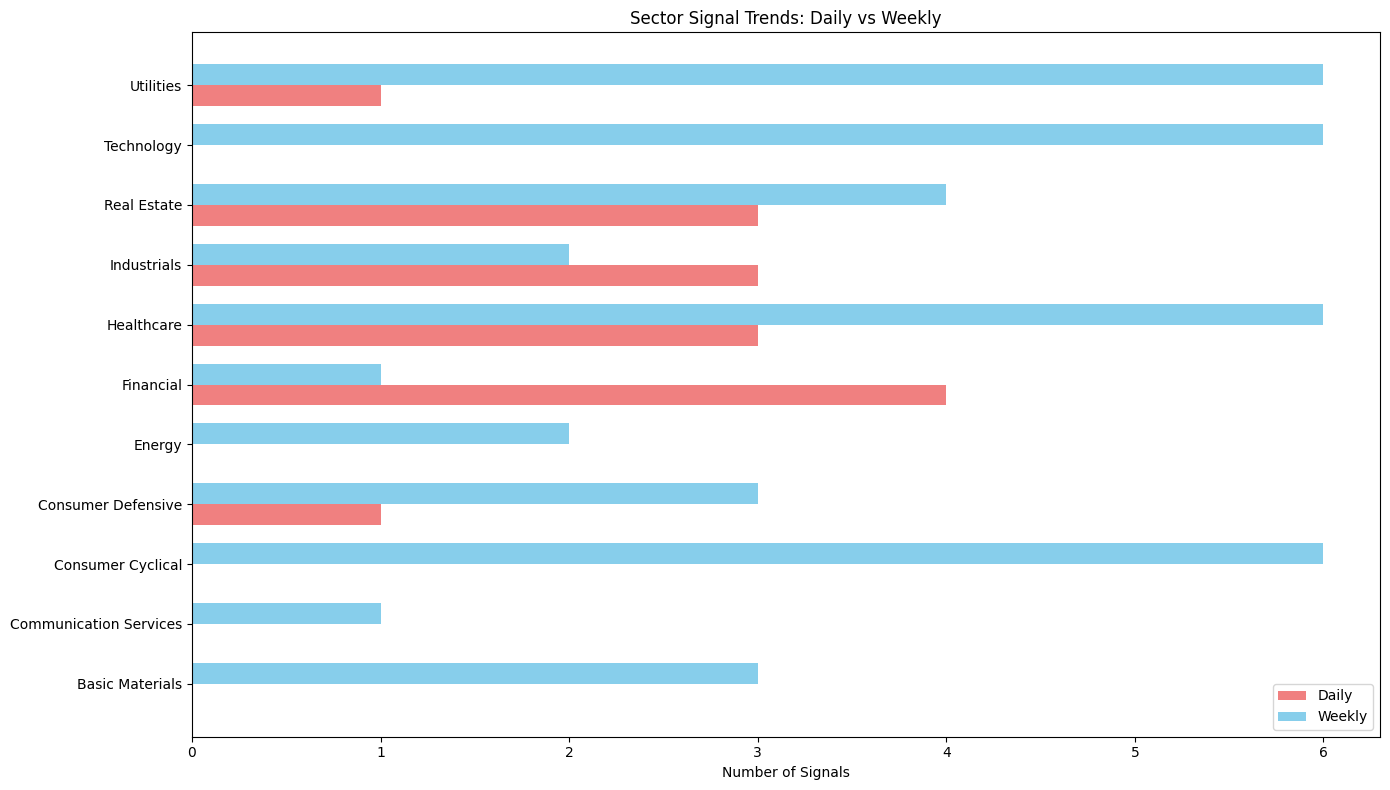 Sector Signal Trends: Daily vs Weekly
Utilities
Technology
Real Estate
Industrials
Healthcare
Financial
Energy
Consumer Defensive
Consumer Cyclical
Communication Services
Basic Materials
Daily
Weekly
0 1 2 3 4 5 6
Number of Signals